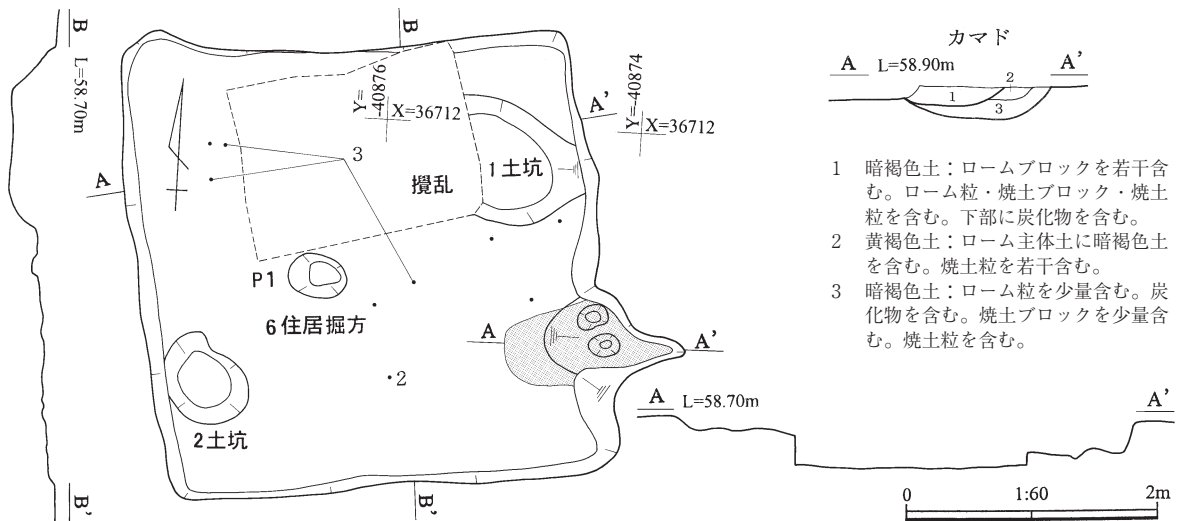 B
L=58.70m
B'
B
Y=
-40876
X=36712
A'
Y=-40874
X=36712
3
A
攪乱
1土坑
P1
6住居掘方
A
A'
2
2土坑
B'
カマド
A L=58.90m A'
1
2
3
1 暗褐色土：ロームブロックを若干含
む。ローム粒・焼土ブロック・焼土
粒を含む。下部に炭化物を含む。
2 黄褐色土：ローム主体土に暗褐色土
を含む。焼土粒を若干含む。
3 暗褐色土：ローム粒を少量含む。炭
化物を含む。焼土ブロックを少量含
む。焼土粒を含む。
A L=58.70m A'
0 1:60 2m